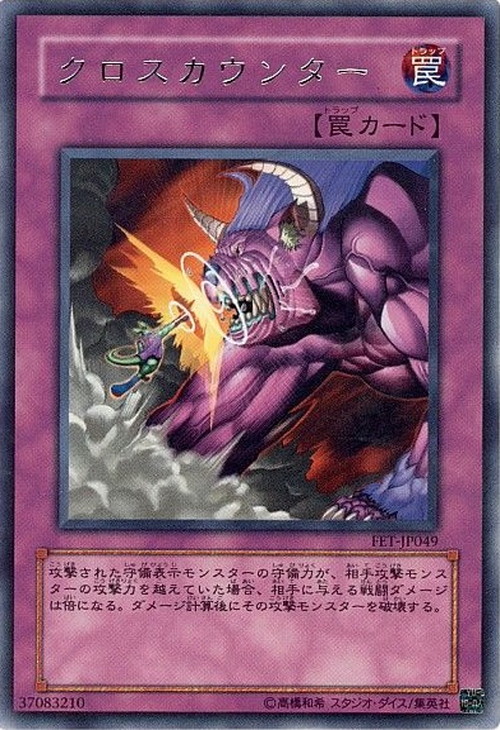 クロスカウンター
トラップ
罠
トラップ
【罠カード】
FET-JP049
攻撃された守備表示モンスターの守備力が、相手攻撃モンス
ターの攻撃力を越えていた場合、相手に与える戦闘ダメージ
は倍になる。ダメージ計算後にその攻撃モンスターを破壊する。
37083210
©高橋和希 スタジオ・ダイス/集英社